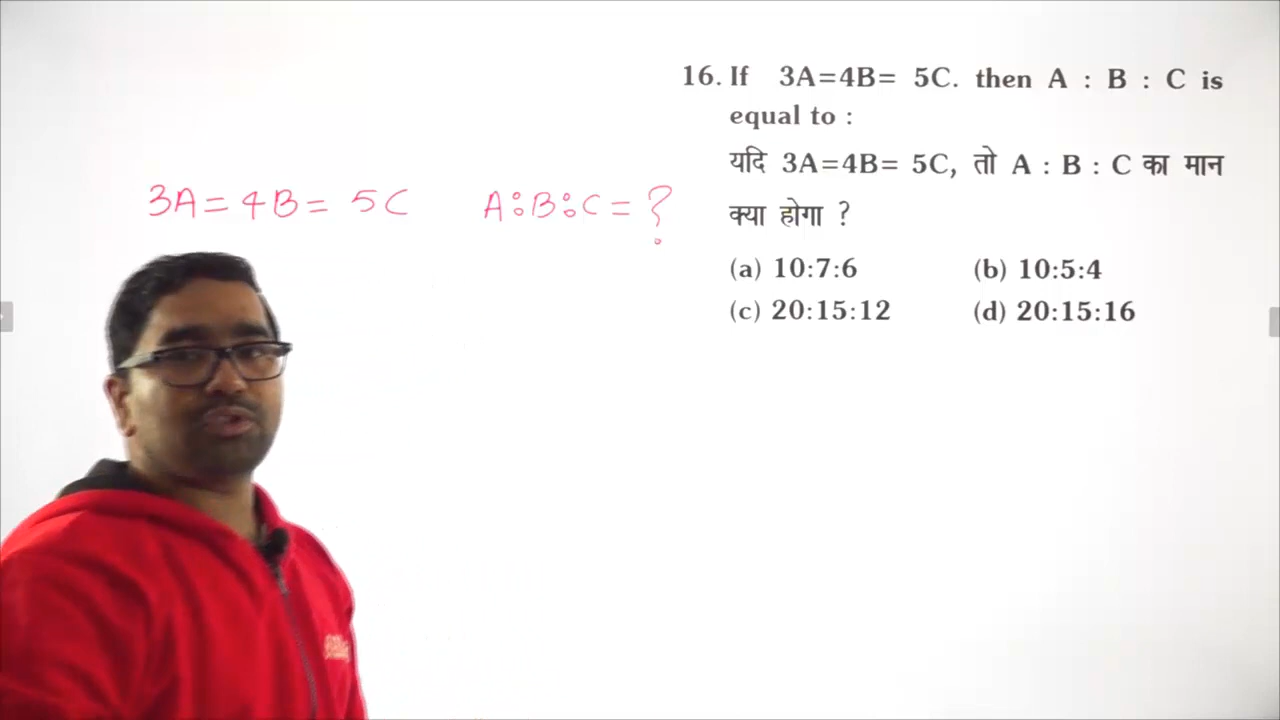 16. If 3A=4B= 5C. then A : B : C is
equal to :
यदि 3A=4B= 5C, तो A : B : C का मान
क्या होगा ?
(a) 10:7:6 (b) 10:5:4
(c) 20:15:12 (d) 20:15:16
3A = 4B = 5C A:B:C = ?